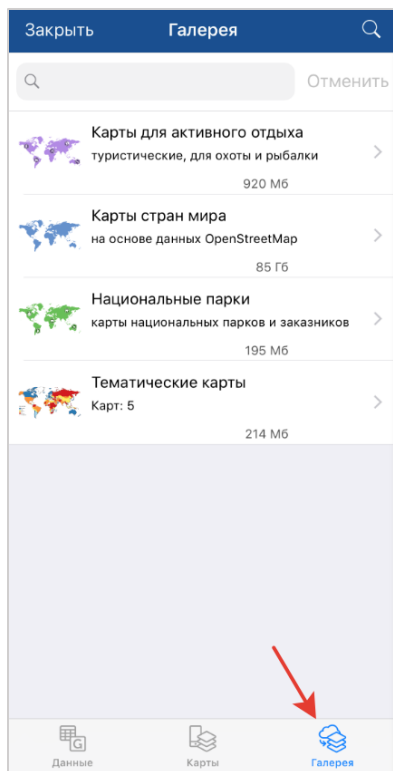 Закрыть Галерея
Отменить
Карты для активного отдыха
туристические, для охоты и рыбалки
920 Мб
Карты стран мира
на основе данных OpenStreetMap
85 Гб
Национальные парки
карты национальных парков и заказников
195 Мб
Тематические карты
Карт: 5
214 Мб
Данные Карты Галерея